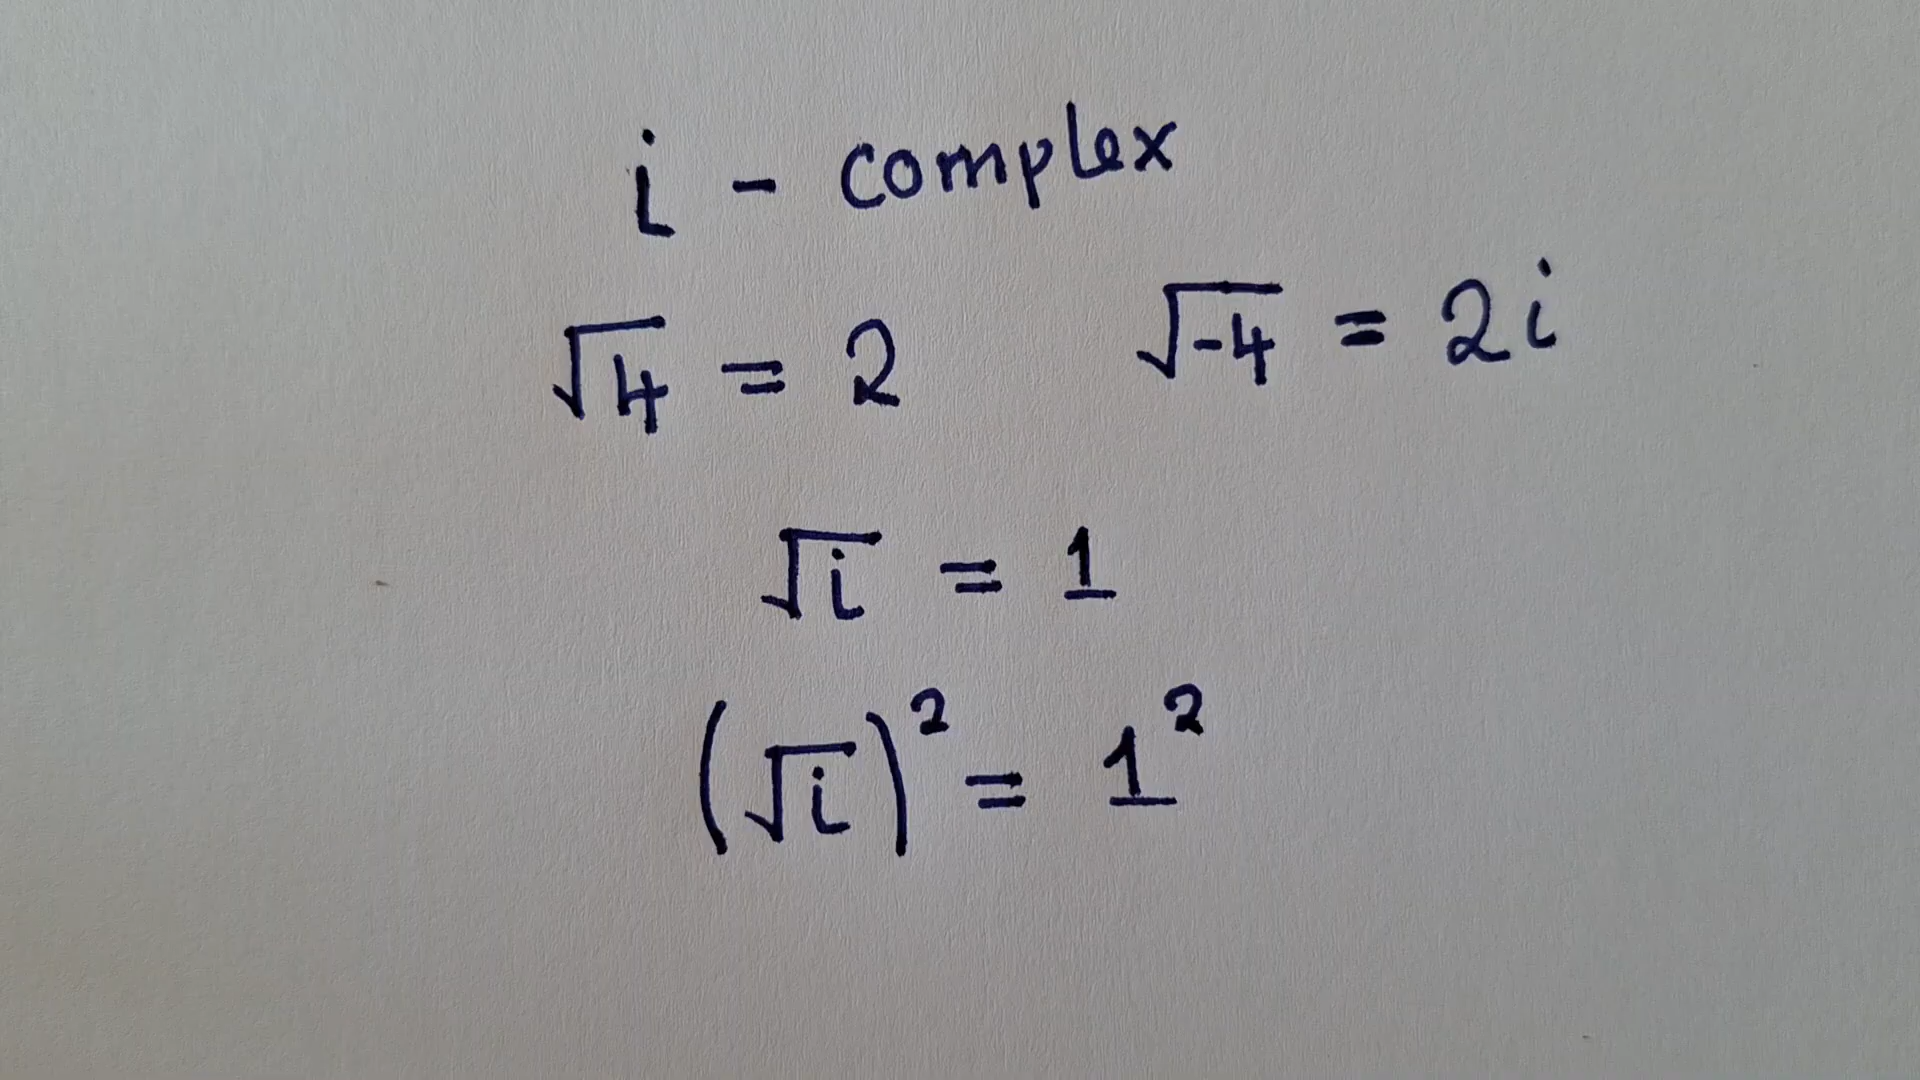 i - complex
√4 = 2 √-4 = 2i
√i = 1
(√i)² = 1²